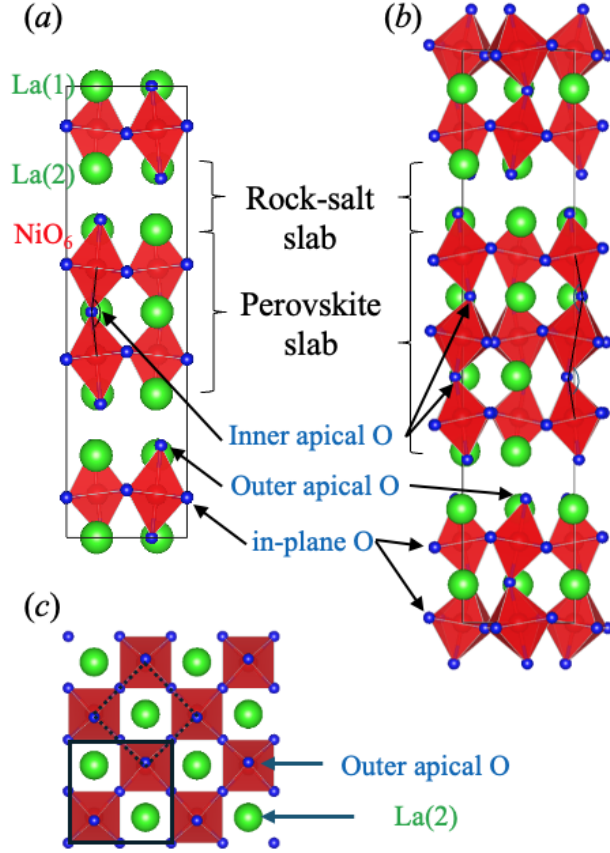 (a)
(b)
La(1)
La(2)
NiO₆
Rock-salt
slab
Perovskite
slab
Inner apical O
Outer apical O
in-plane O
(c)
Outer apical O
La(2)